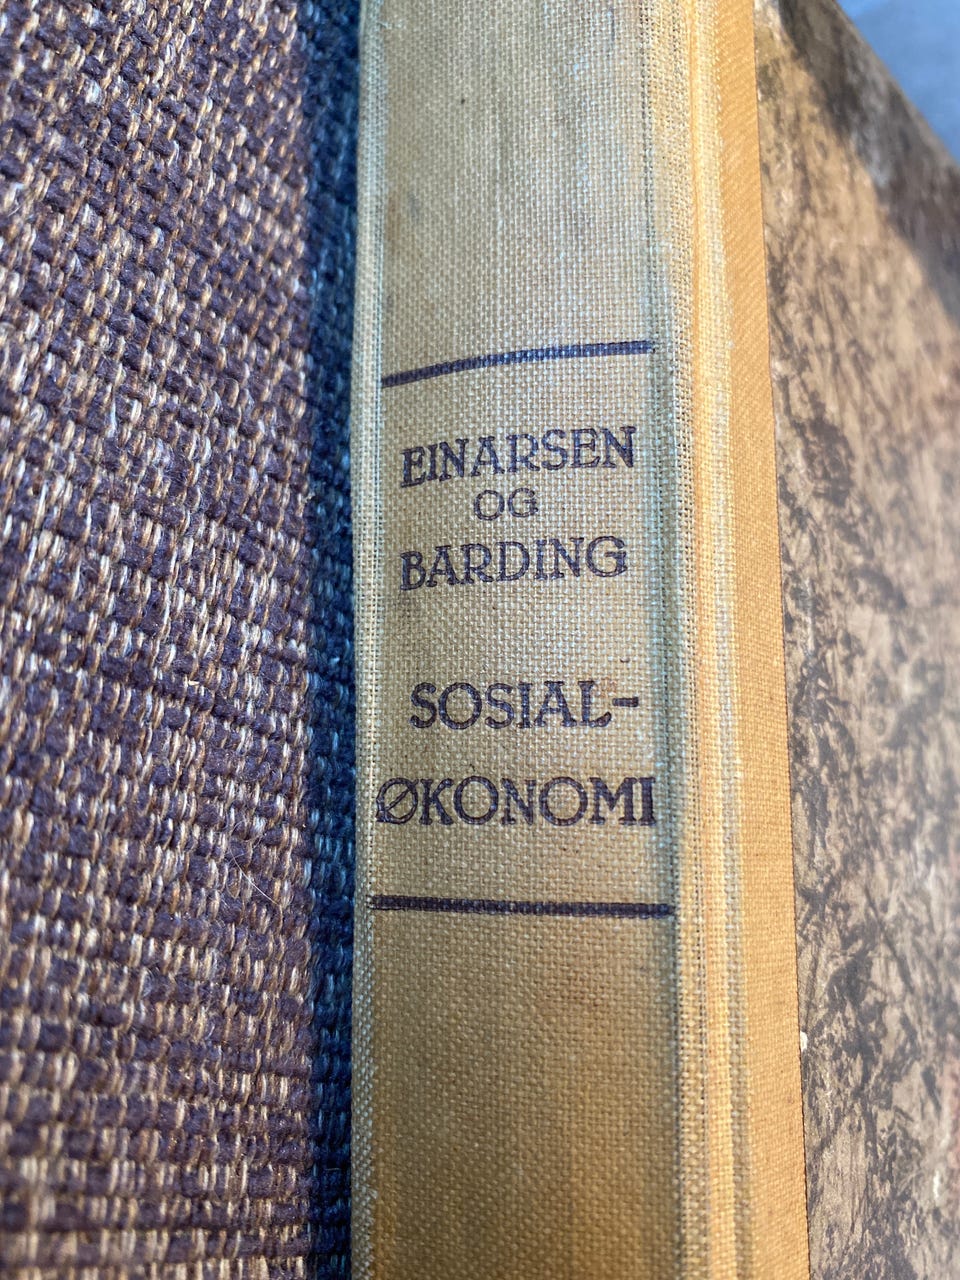 EINARSEN
OG
BARDING
SOSIAL-
ØKONOMI